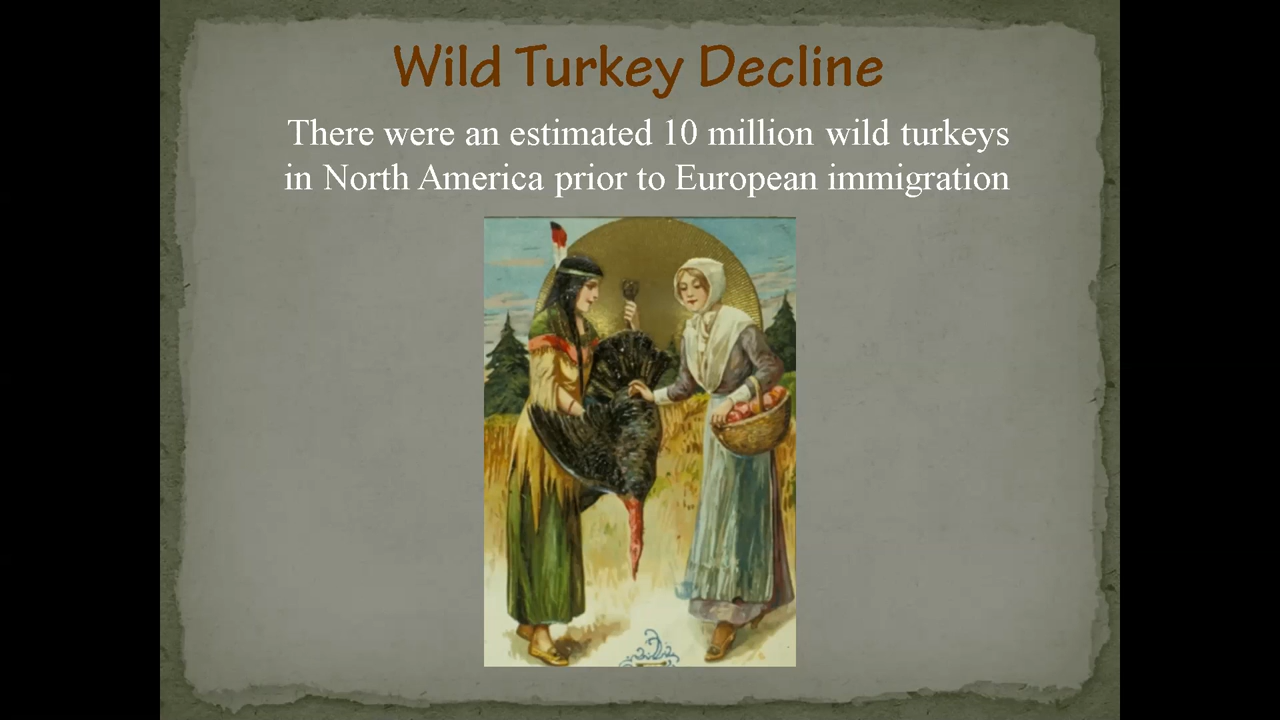 Wild Turkey Decline
There were an estimated 10 million wild turkeys
in North America prior to European immigration